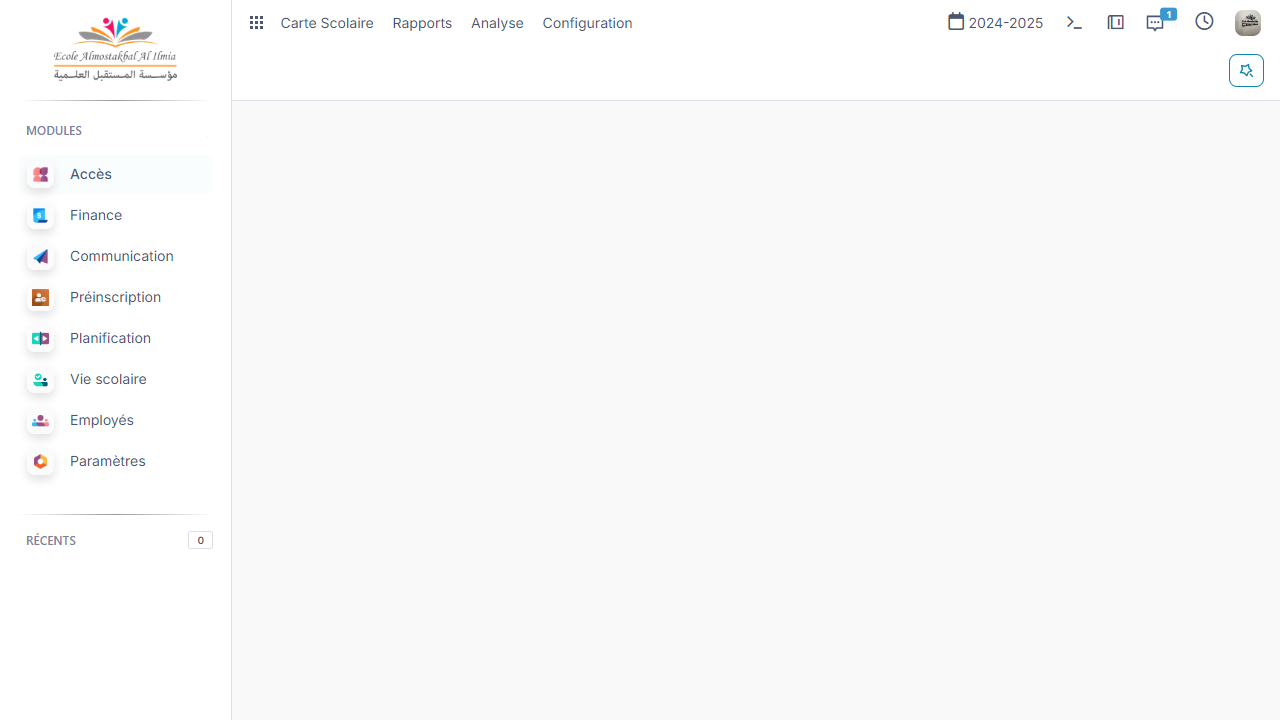 Ecole Almostakbal Al Ilmia
مؤسسة المستقبل العلمية
Carte Scolaire Rapports Analyse Configuration
2024-2025
1
MODULES
Accès
Finance
Communication
Préinscription
Planification
Vie scolaire
Employés
Paramètres
RÉCENTS 0